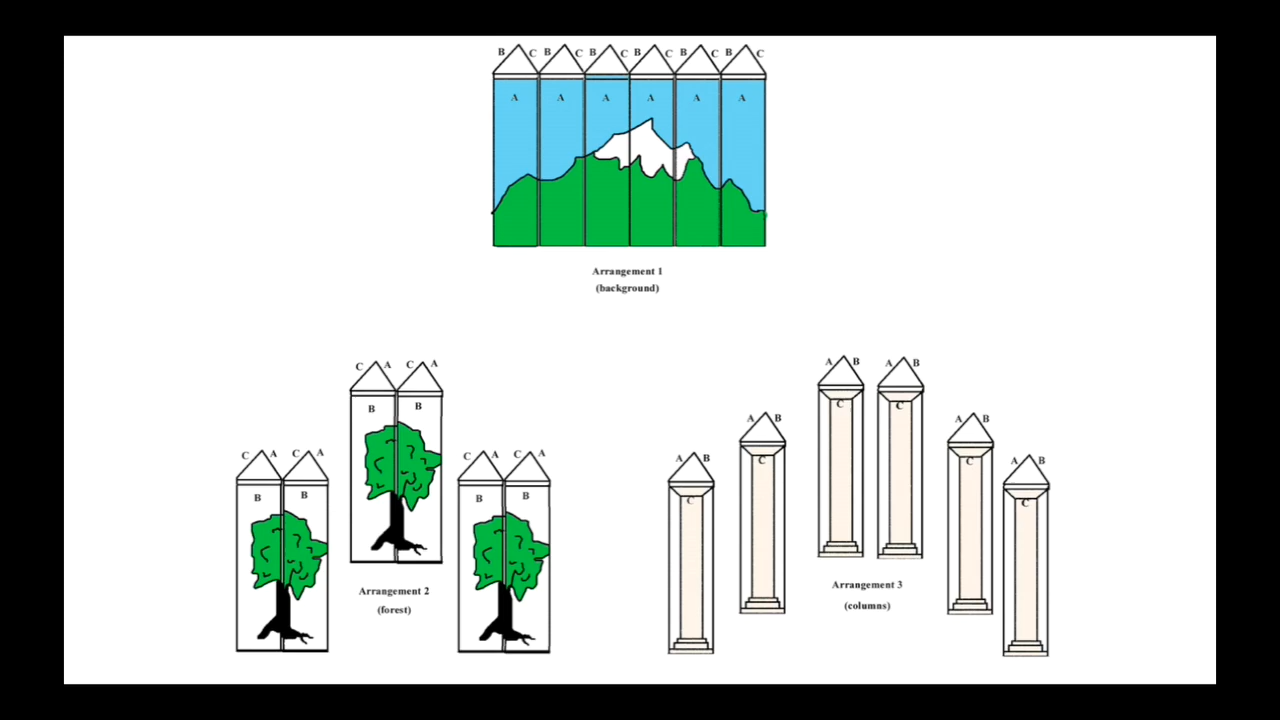 B C B C B C B C B C B C
A A A A A A
Arrangement 1
(background)
C A C A
B B
C A C A
B B
C A C A
B B
Arrangement 2
(forest)
A B A B
C C
A B A B
C C
A B A B
C C
Arrangement 3
(columns)